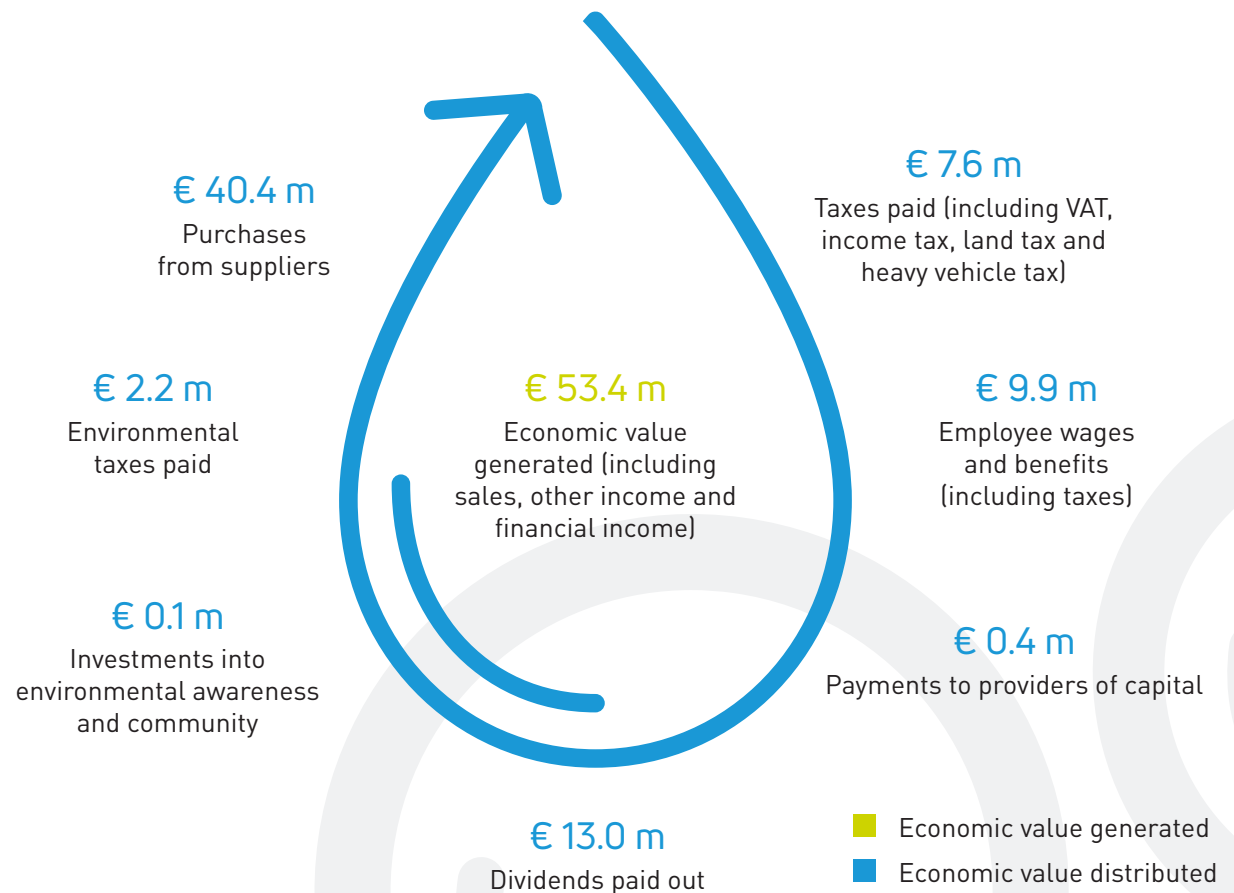 € 40.4 m
Purchases
from suppliers
€ 7.6 m
Taxes paid (including VAT,
income tax, land tax and
heavy vehicle tax)
€ 2.2 m
Environmental
taxes paid
€ 53.4 m
Economic value
generated (including
sales, other income and
financial income)
€ 9.9 m
Employee wages
and benefits
(including taxes)
€ 0.1 m
Investments into
environmental awareness
and community
€ 0.4 m
Payments to providers of capital
€ 13.0 m
Dividends paid out
Economic value generated
Economic value distributed